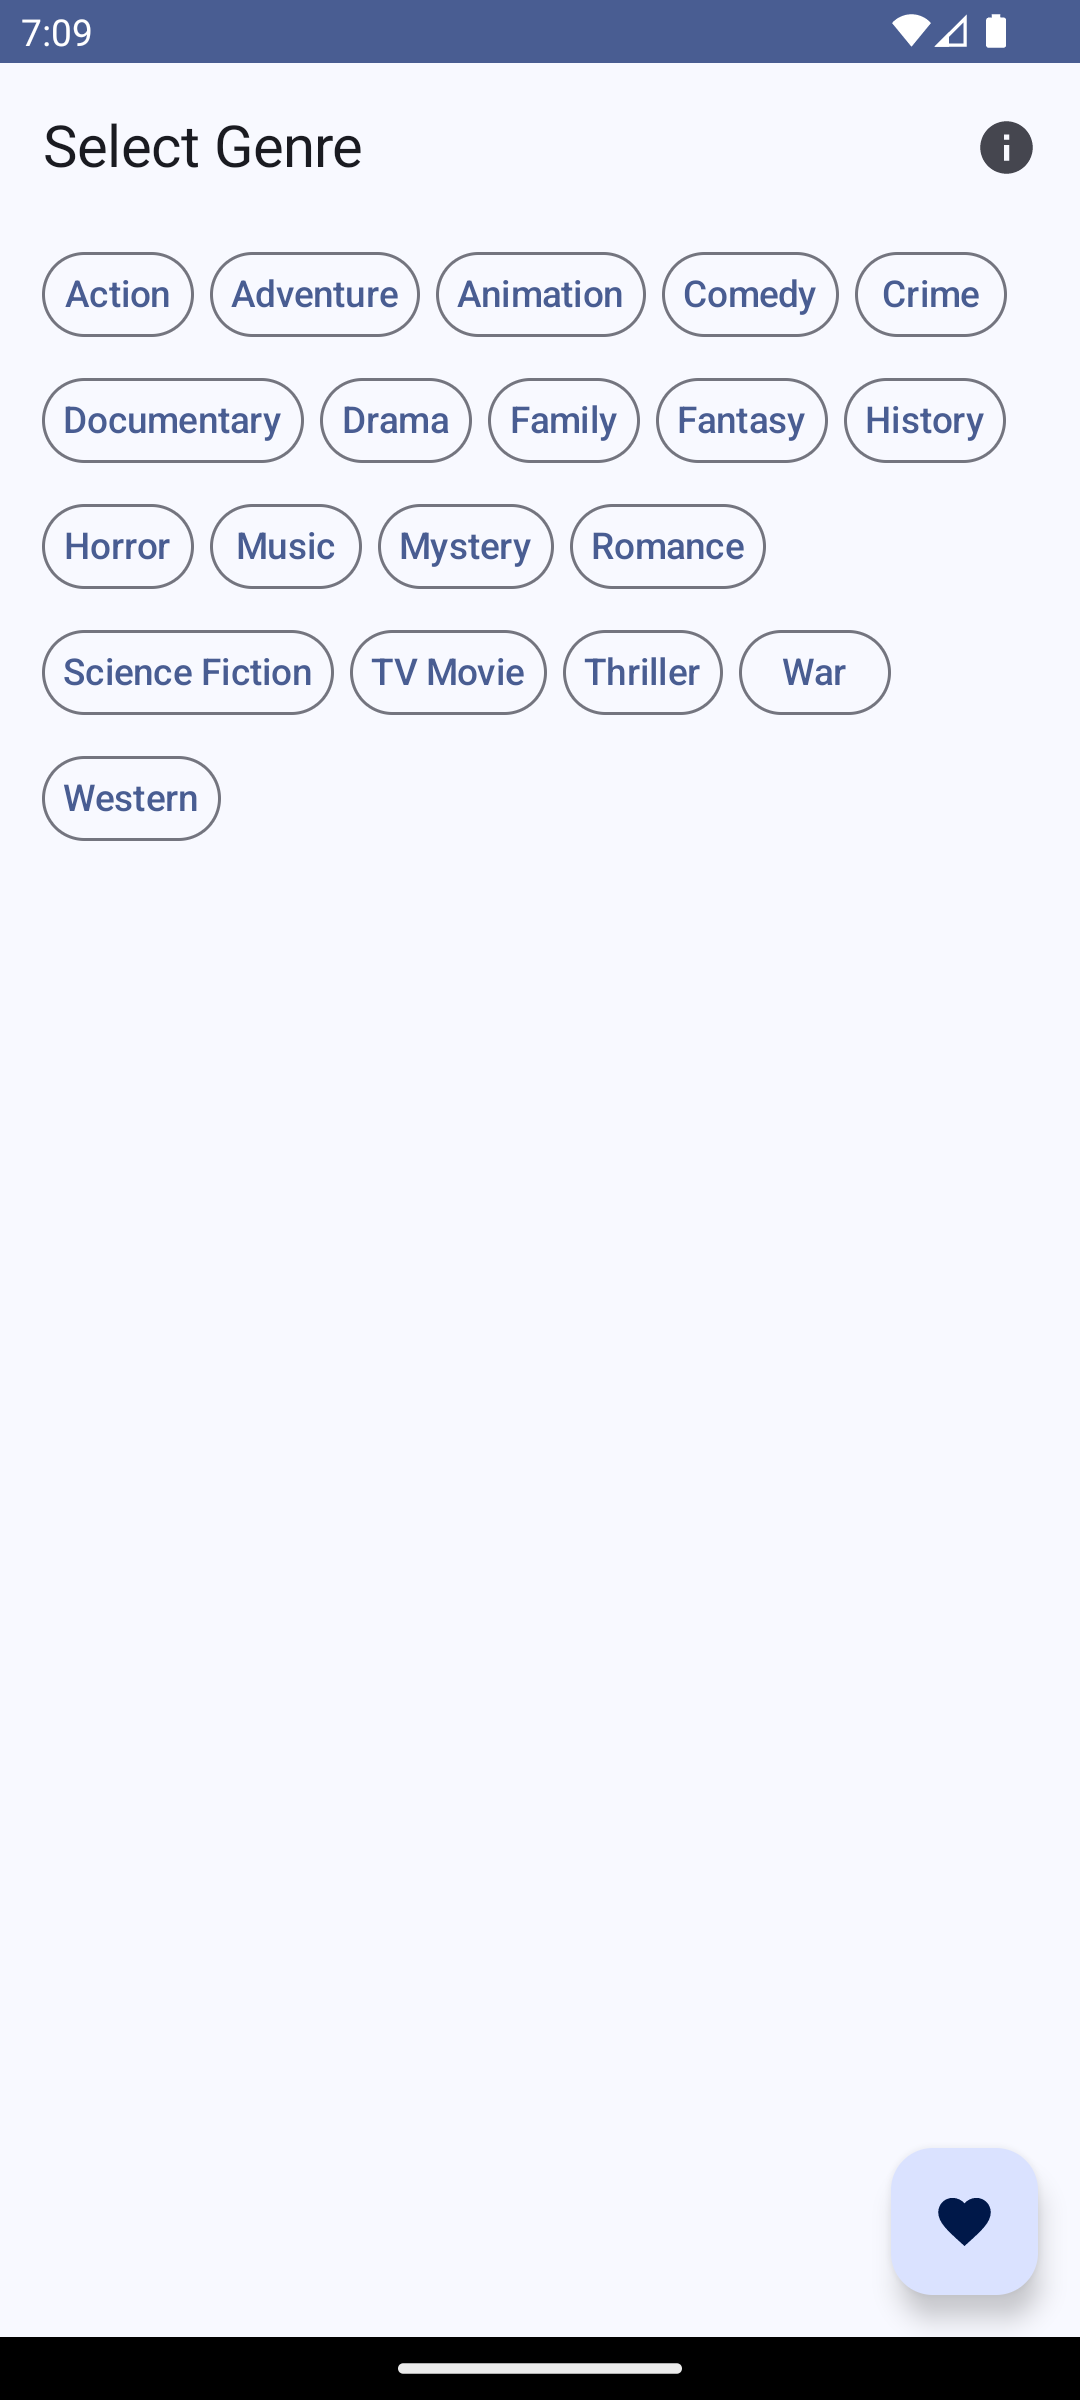 7:09
Select Genre
Action Adventure Animation Comedy Crime
Documentary Drama Family Fantasy History
Horror Music Mystery Romance
Science Fiction TV Movie Thriller War
Western